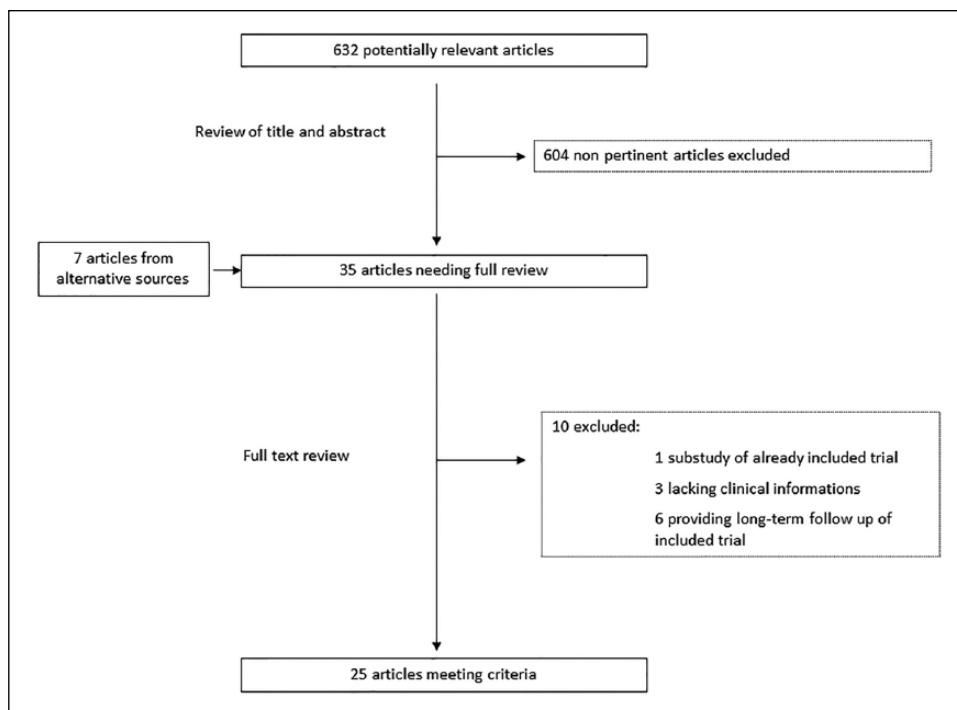 632 potentially relevant articles
Review of title and abstract
604 non pertinent articles excluded
7 articles from
alternative sources
35 articles needing full review
10 excluded:
1 substudy of already included trial
Full text review
3 lacking clinical informations
6 providing long-term follow up of
included trial
25 articles meeting criteria